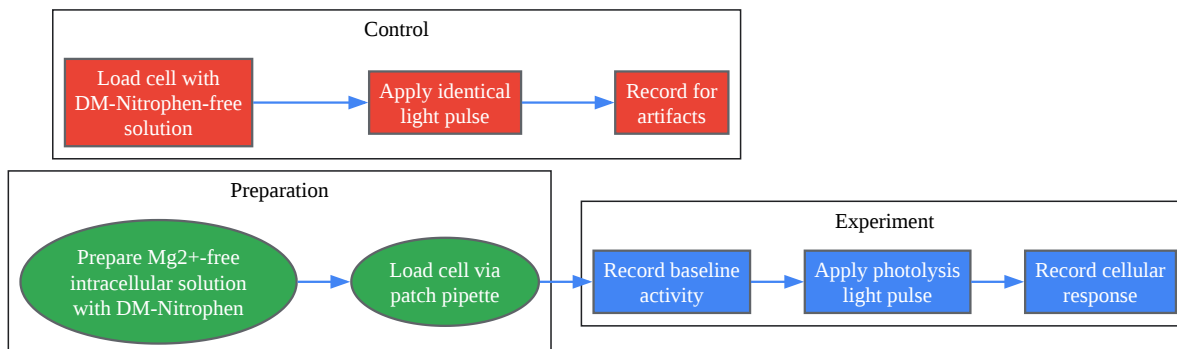 Control
Load cell with
DM-Nitrophen-free
solution
Apply identical
light pulse
Record for
artifacts
Preparation
Prepare Mg2+-free
intracellular solution
with DM-Nitrophen
Load cell via
patch pipette
Experiment
Record baseline
activity
Apply photolysis
light pulse
Record cellular
response